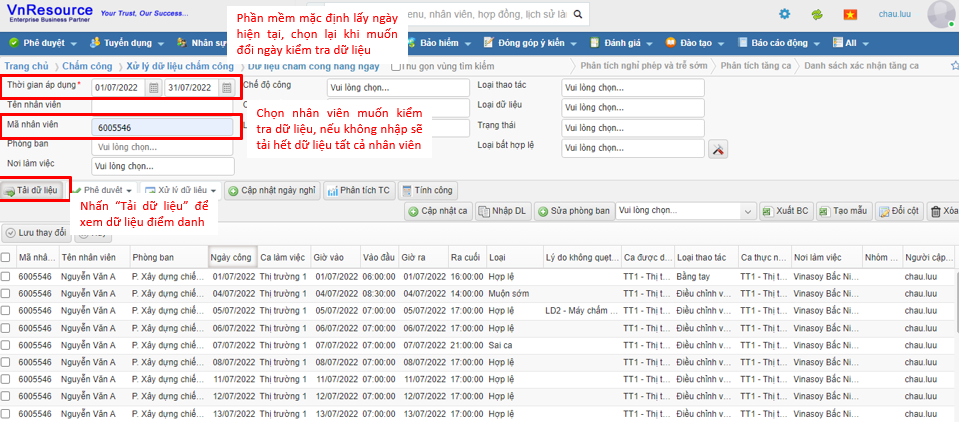 VnResource Your Trust, Our Success...
Enterprise Business Partner
Phần mềm mặc định lấy ngày
hiện tại, chọn lại khi muốn
đổi ngày kiểm tra dữ liệu
enu, nhân viên, hợp đồng, lịch sử làr
chau.luu
Phê duyệt Tuyển dụng Nhân sự Bảo hiểm Đóng góp ý kiến Đánh giá Đào tạo Báo cáo động All
Trang chủ Chấm công Xử lý dữ liệu chấm công Dữ liệu chấm công hàng ngày Thu gọn vùng tìm kiếm Phân tích nghỉ phép và trễ sớm Phân tích tăng ca Danh sách xác nhận tăng ca
Thời gian áp dụng * 01/07/2022 31/07/2022 Chế độ công Vui lòng chọn... Loại thao tác Vui lòng chọn...
Tên nhân viên Loại dữ liệu Vui lòng chọn...
Mã nhân viên 6005546 Trạng thái Vui lòng chọn...
Phòng ban Vui lòng chọn... Loại bất hợp lệ Vui lòng chọn...
Nơi làm việc Vui lòng chọn...
Chọn nhân viên muốn kiểm
tra dữ liệu, nếu không nhập sẽ
tải hết dữ liệu tất cả nhân viên
Tải dữ liệu Phê duyệt Xử lý dữ liệu Cập nhật ngày nghỉ Phân tích TC Tính công
Nhấn “Tải dữ liệu” để
xem dữ liệu điểm danh
Cập nhật ca Nhập DL Sửa phòng ban Vui lòng chọn... Xuất BC Tạo mẫu Đổi cột Xóa
Lưu thay đổi
Mã nhâ... Tên nhân viên Phòng ban Ngày công Ca làm việc Giờ vào Vào đầu Giờ ra Ra cuối Loại Lý do không quẹt... Ca được d... Loại thao tác Ca thực n... Nơi làm việc Nhóm ... Người cập...
6005546 Nguyễn Văn A P. Xây dựng chiế... 01/07/2022 Thị trường 1 01/07/2022 06:00:00 01/07/2022 16:00:00 Hợp lệ TT1 - Thị t... Bằng tay TT1 - Thị t... Vinasoy Bắc Ni... chau.luu
6005546 Nguyễn Văn A P. Xây dựng chiế... 04/07/2022 Thị trường 1 04/07/2022 08:30:00 04/07/2022 14:00:00 Muộn sớm TT1 - Thị t... Điều chỉnh v... TT1 - Thị t... Vinasoy Bắc Ni... chau.luu
6005546 Nguyễn Văn A P. Xây dựng chiế... 05/07/2022 Thị trường 1 05/07/2022 07:00:00 05/07/2022 17:00:00 Hợp lệ LD2 - Máy chấm ... TT1 - Thị t... Điều chỉnh v... TT1 - Thị t... Vinasoy Bắc Ni... chau.luu
6005546 Nguyễn Văn A P. Xây dựng chiế... 06/07/2022 Thị trường 1 06/07/2022 07:00:00 06/07/2022 17:00:00 Hợp lệ TT1 - Thị t... Điều chỉnh v... TT1 - Thị t... Vinasoy Bắc Ni... chau.luu
6005546 Nguyễn Văn A P. Xây dựng chiế... 07/07/2022 Thị trường 1 07/07/2022 07:00:00 07/07/2022 21:00:00 Sai ca TT1 - Thị t... Điều chỉnh v... TT1 - Thị t... Vinasoy Bắc Ni... chau.luu
6005546 Nguyễn Văn A P. Xây dựng chiế... 08/07/2022 Thị trường 1 08/07/2022 07:00:00 08/07/2022 17:00:00 Hợp lệ TT1 - Thị t... Điều chỉnh v... TT1 - Thị t... Vinasoy Bắc Ni... chau.luu
6005546 Nguyễn Văn A P. Xây dựng chiế... 11/07/2022 Thị trường 1 11/07/2022 07:00:00 11/07/2022 17:00:00 Hợp lệ TT1 - Thị t... Điều chỉnh v... TT1 - Thị t... Vinasoy Bắc Ni... chau.luu
6005546 Nguyễn Văn A P. Xây dựng chiế... 12/07/2022 Thị trường 1 12/07/2022 07:00:00 12/07/2022 17:00:00 Hợp lệ TT1 - Thị t... Điều chỉnh v... TT1 - Thị t... Vinasoy Bắc Ni... chau.luu
6005546 Nguyễn Văn A P. Xây dựng chiế... 13/07/2022 Thị trường 1 13/07/2022 07:00:00 13/07/2022 17:00:00 Hợp lệ TT1 - Thị t... Điều chỉnh v... TT1 - Thị t... Vinasoy Bắc Ni... chau.luu